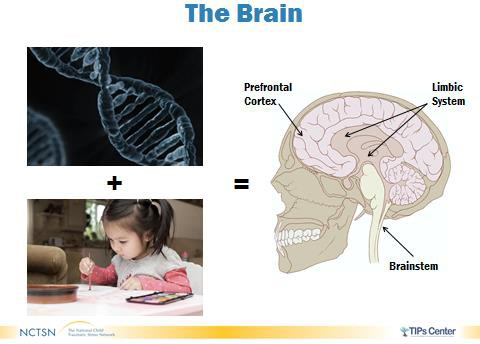 The Brain
Prefrontal
Cortex
Limbic
System
+
=
Brainstem
NCTSN
The National Child
Traumatic Stress Network
TIPs Center